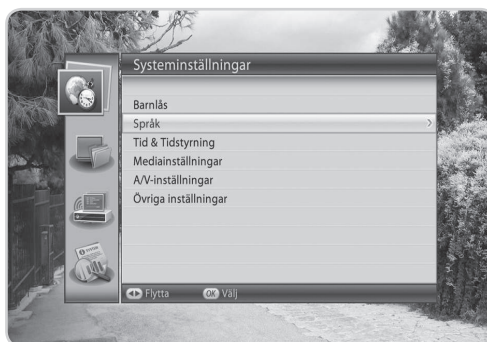 Systeminställningar
Barnlås
Språk
Tid & Tidstyrning
Mediainställningar
A/V-inställningar
Övriga inställningar
Flytta OK Välj